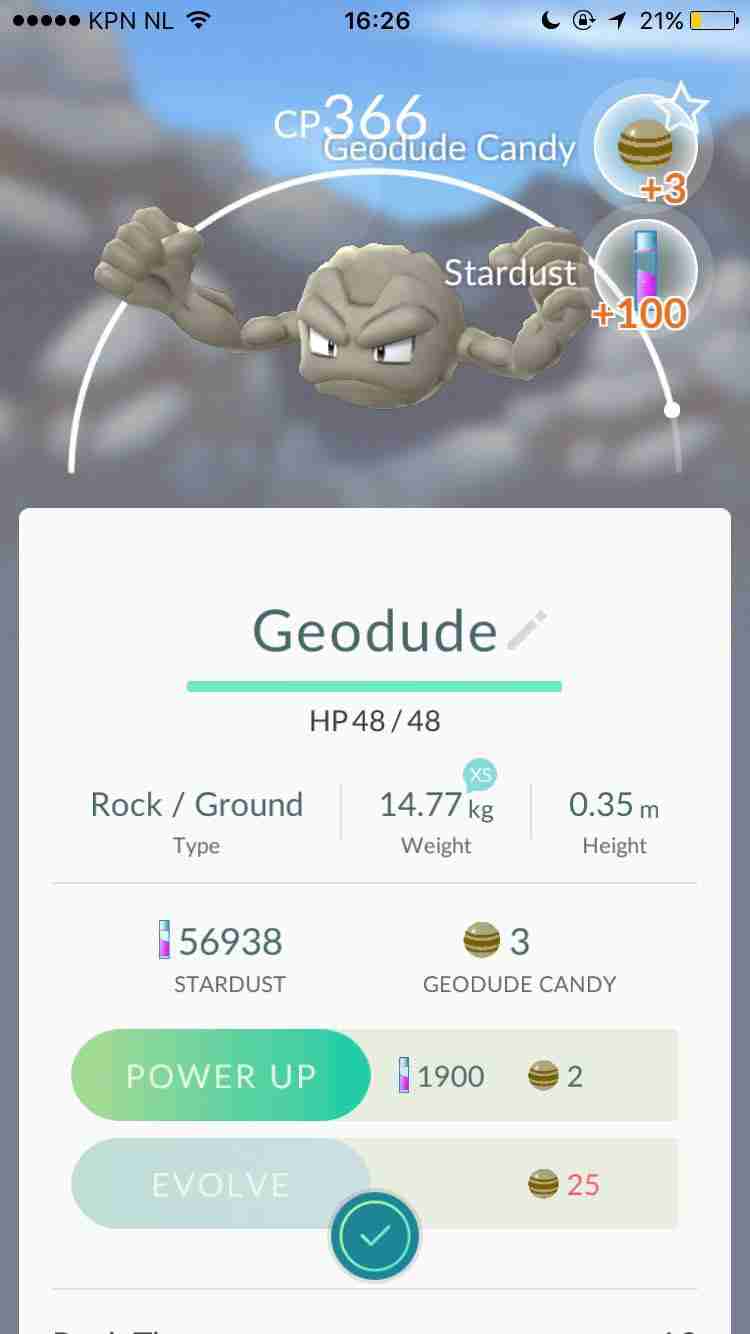 KPN NL 16:26 21%
CP366
Geodude Candy
+3
Stardust
+100
Geodude
HP 48 / 48
XS
Rock / Ground 14.77 kg 0.35 m
Type Weight Height
56938 3
STARDUST GEODUDE CANDY
POWER UP 1900 2
EVOLVE 25